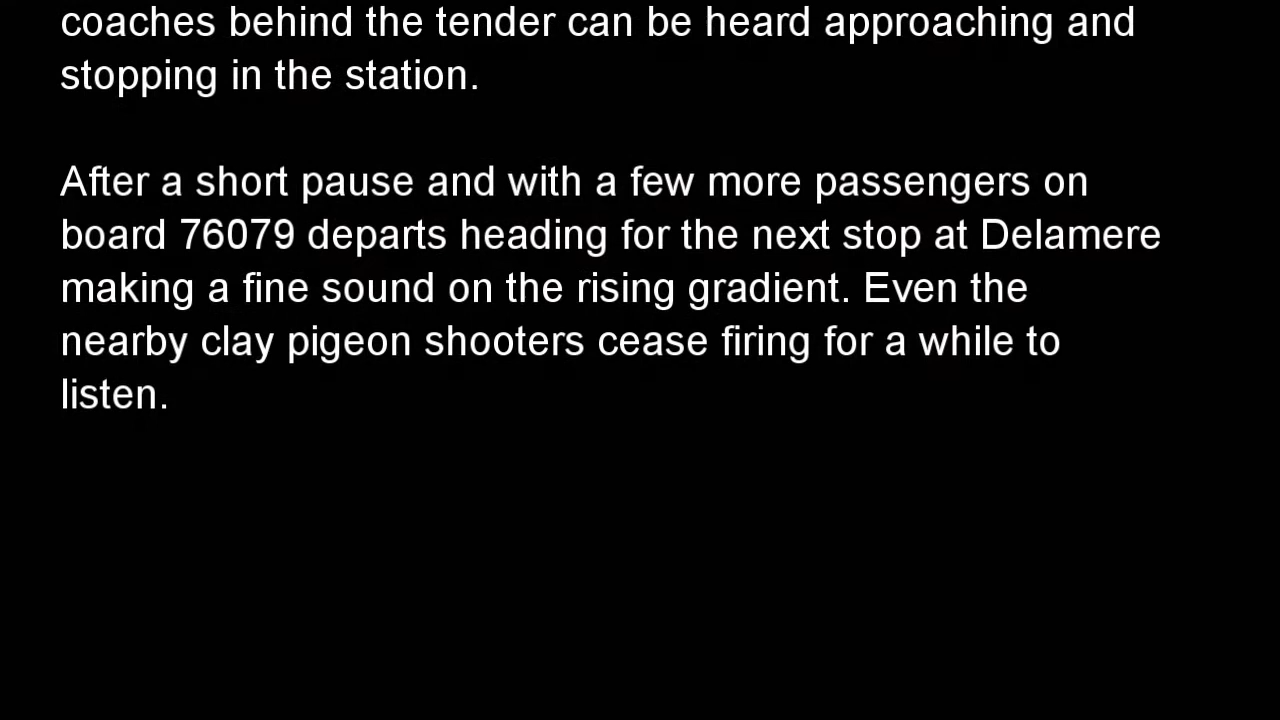 coaches behind the tender can be heard approaching and
stopping in the station.
After a short pause and with a few more passengers on
board 76079 departs heading for the next stop at Delamere
making a fine sound on the rising gradient. Even the
nearby clay pigeon shooters cease firing for a while to
listen.